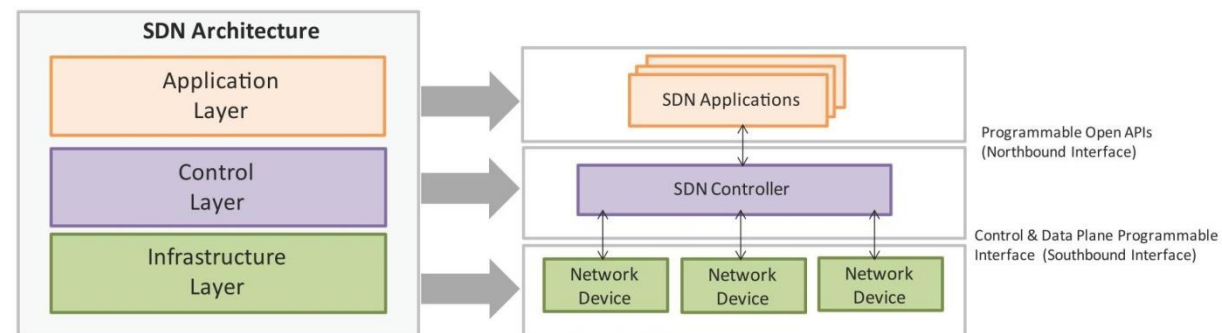 SDN Architecture
Application
Layer
Control
Layer
Infrastructure
Layer
SDN Applications
Programmable Open APIs
(Northbound Interface)
SDN Controller
Control & Data Plane Programmable
Interface (Southbound Interface)
Network
Device
Network
Device
Network
Device